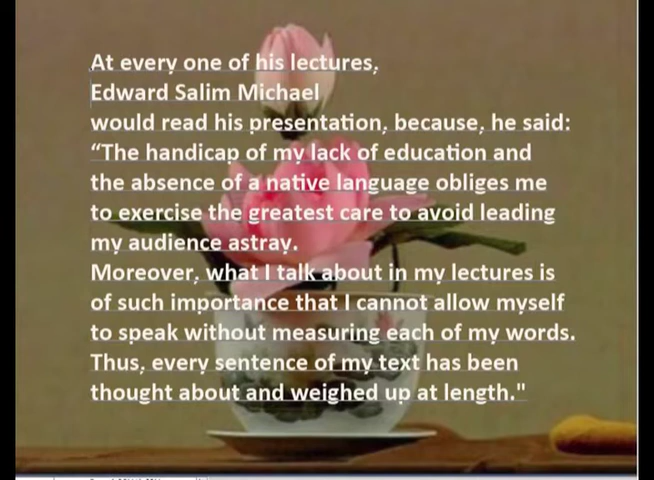 At every one of his lectures,
Edward Salim Michael
would read his presentation, because, he said:
“The handicap of my lack of education and
the absence of a native language obliges me
to exercise the greatest care to avoid leading
my audience astray.
Moreover, what I talk about in my lectures is
of such importance that I cannot allow myself
to speak without measuring each of my words.
Thus, every sentence of my text has been
thought about and weighed up at length."